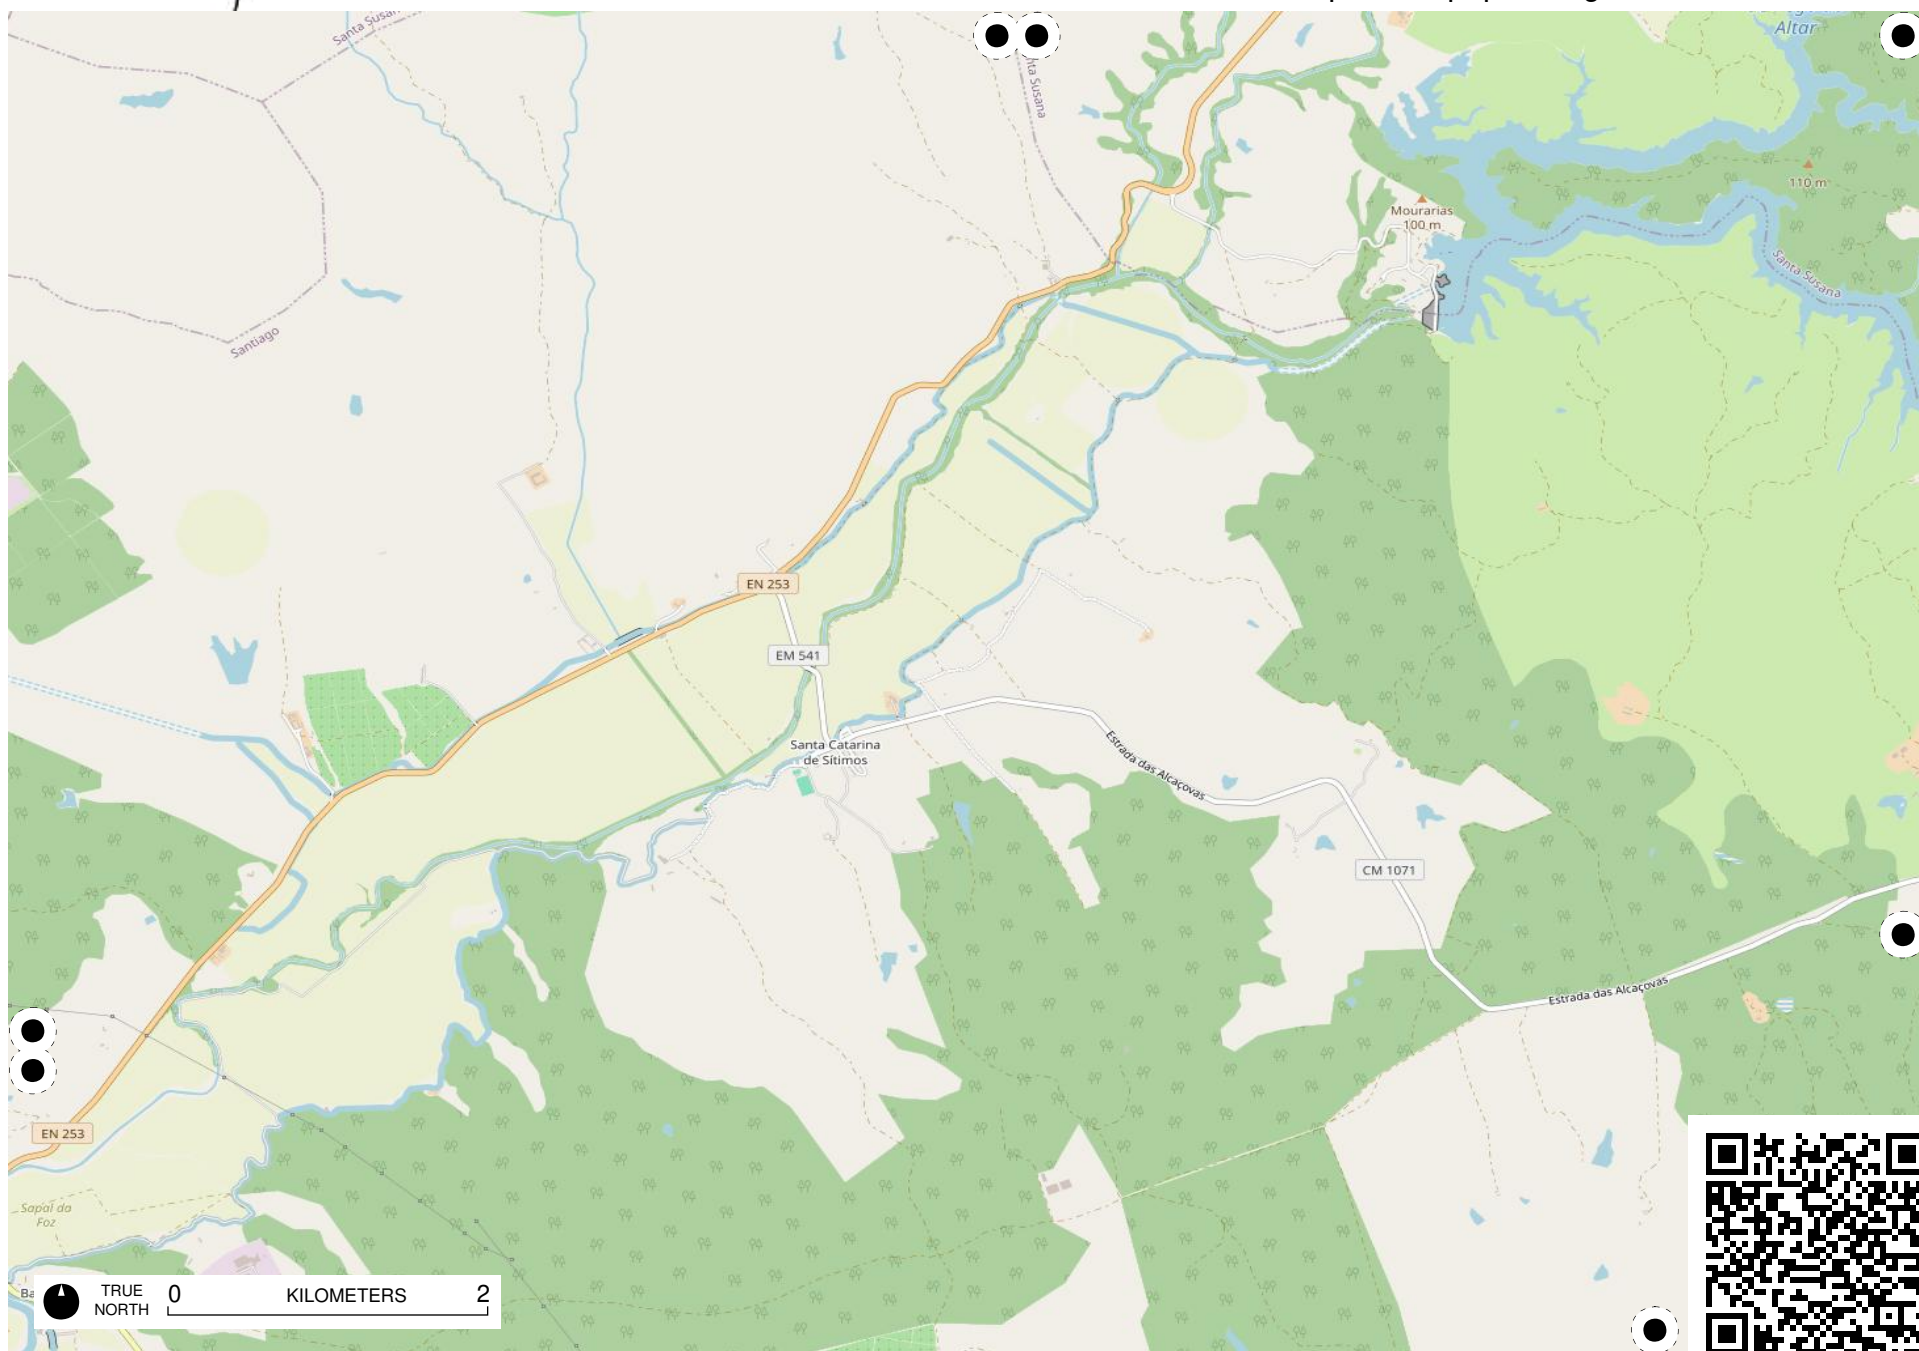 Santa Susana
Altar
Santa Susana
110 m
Mourarias
100 m
Santa Susana
Santiago
EN 253
EM 541
Santa Catarina
de Sítimos
Estrada das Alcaçovas
CM 1071
Estrada das Alcaçovas
EN 253
Sapal da
Foz
TRUE
NORTH
0
KILOMETERS
2